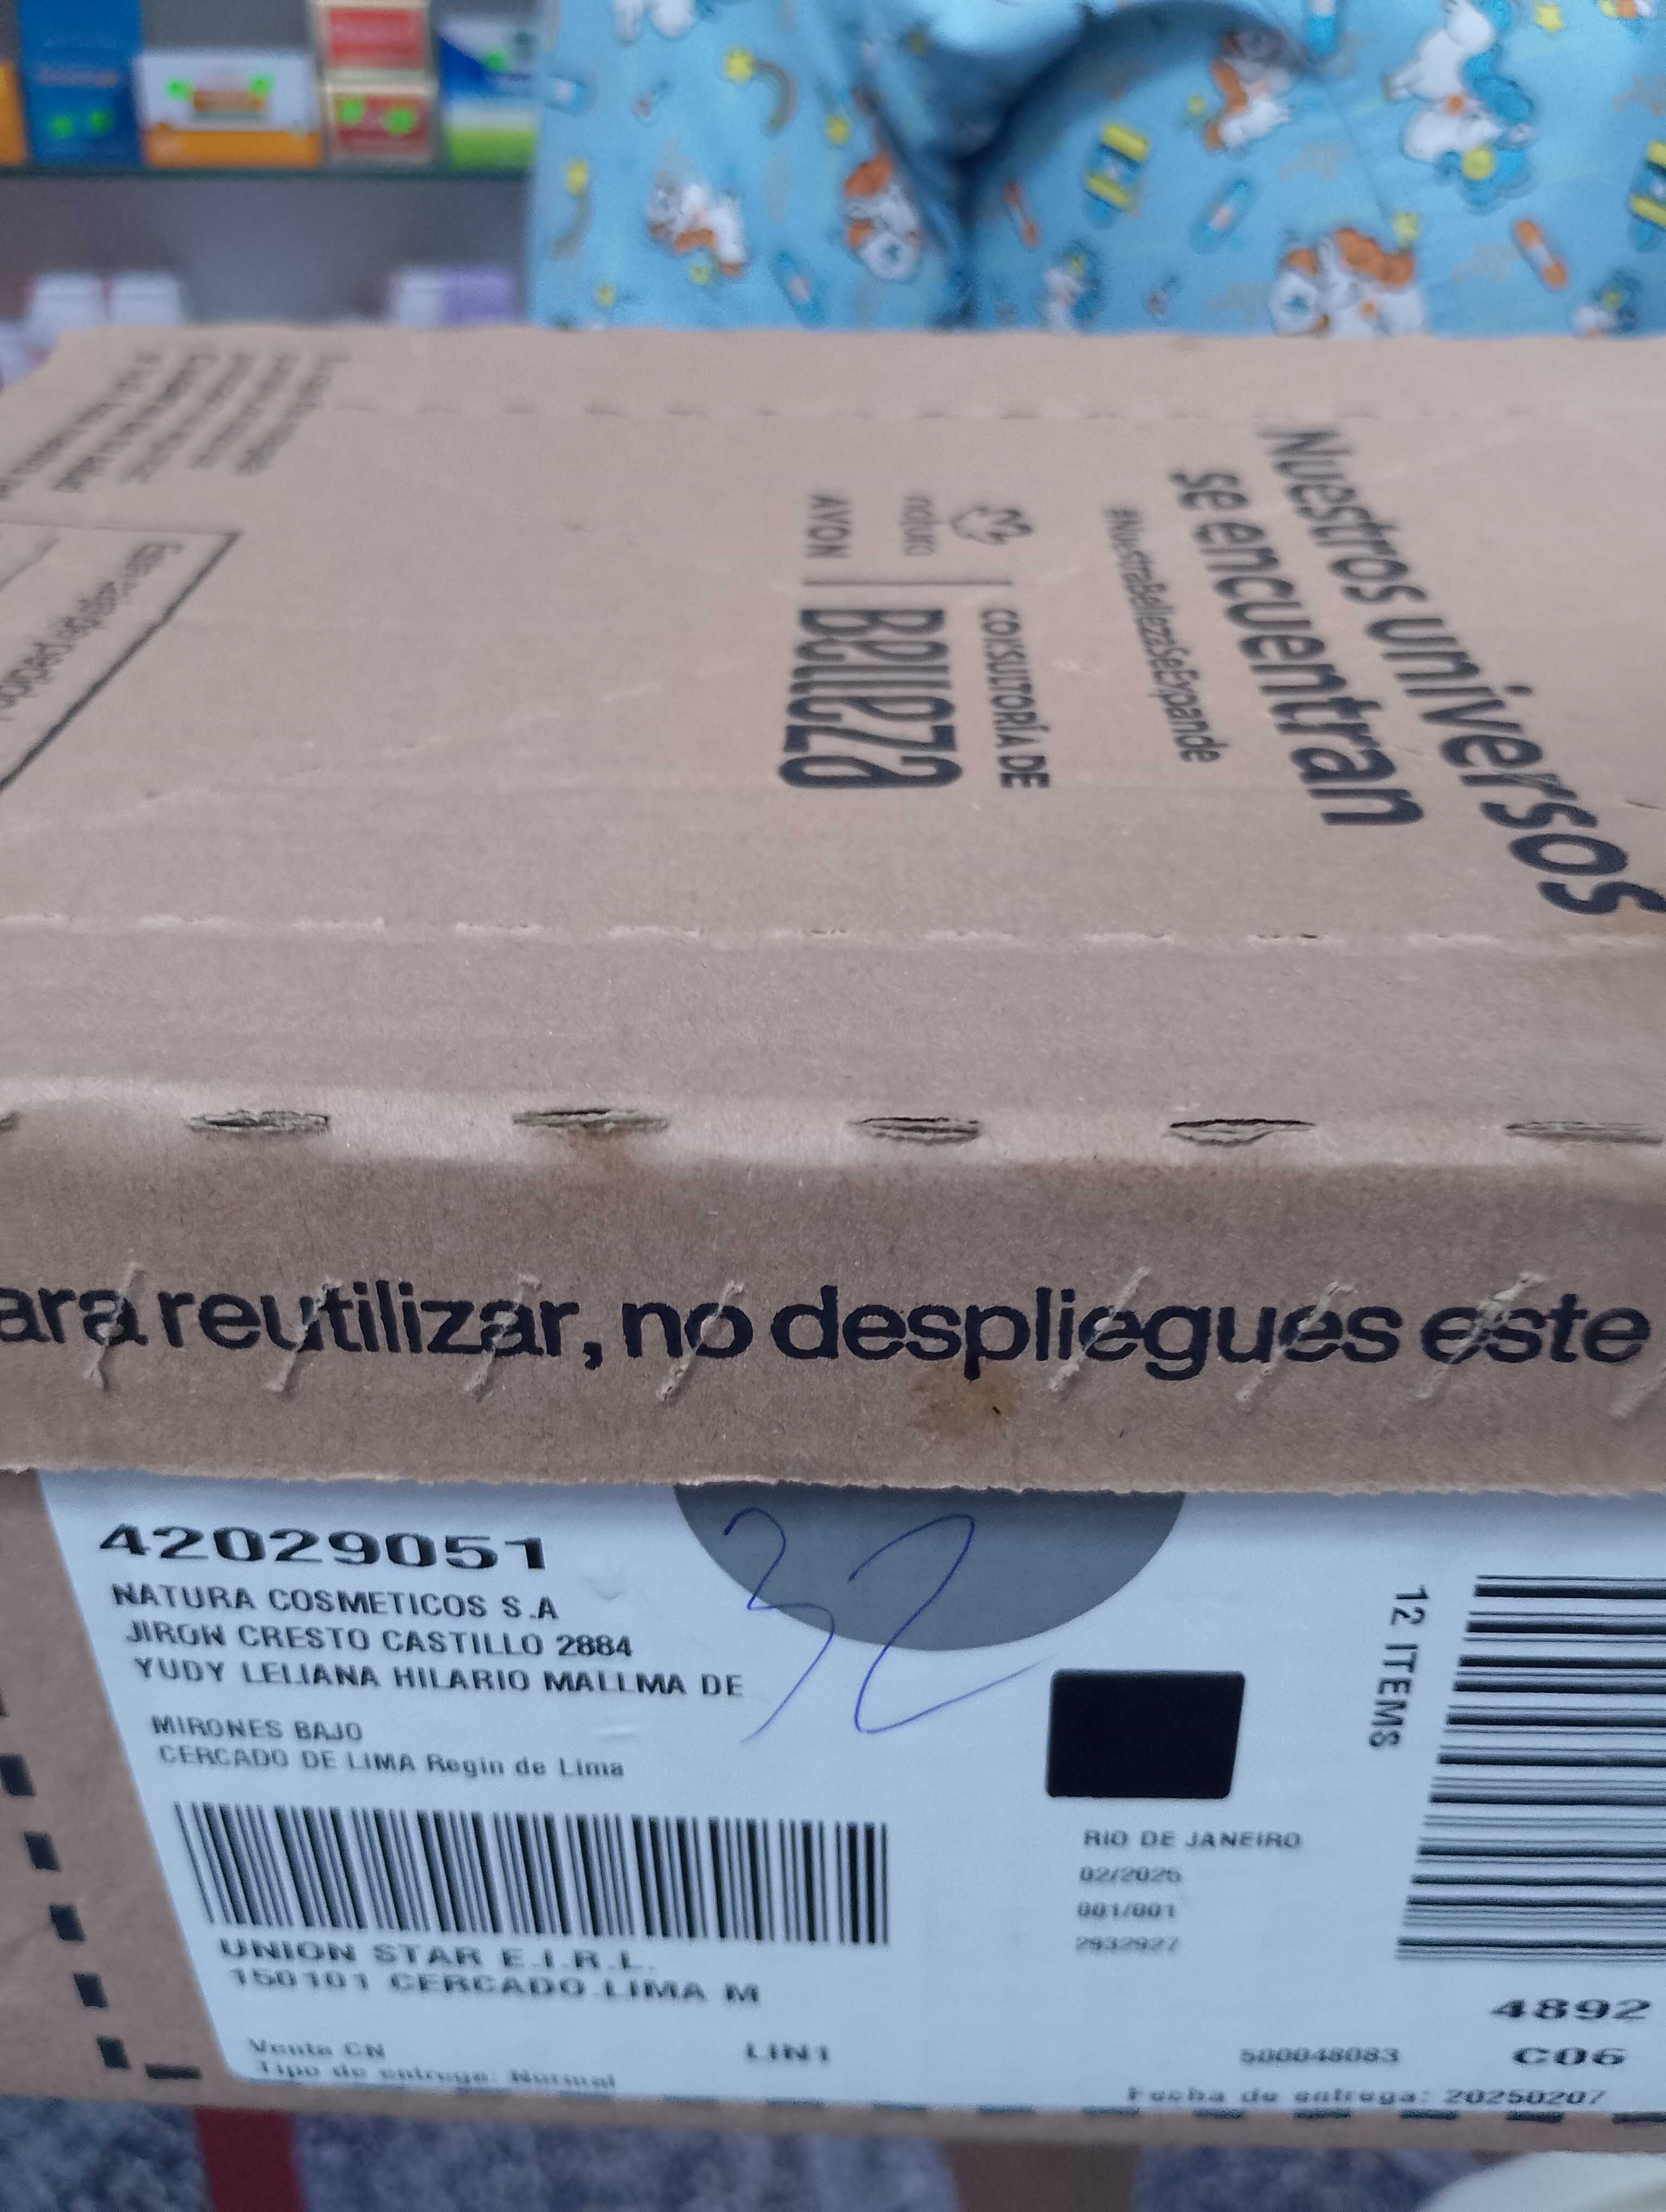 Nuestros universos
se encuentran
#NuestraBellezaSeExpande
natura
AVON
CONSULTORÍA DE
Belleza
ara reutilizar, no despliegues este
42029051
NATURA COSMETICOS S.A
JIRON CRESTO CASTILLO 2884
YUDY LELIANA HILARIO MALLMA DE
MIRONES BAJO
CERCADO DE LIMA Regin de Lima
32
12 ITEMS
RIO DE JANEIRO
02/2025
001/001
2932927
UNION STAR E.I.R.L.
150101 CERCADO LIMA M
4892
Venta CN
LIN1
500048083
C06
Tipo de entrega: Normal
Fecha de entrega: 20250207